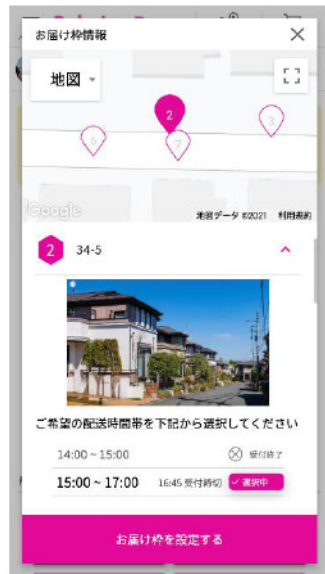 お届け枠情報
地図
2
3
6
7
Google
地図データ ©2021 利用規約
2 34-5
ご希望の配送時間帯を下記から選択してください
14:00~15:00 受付終了
15:00~17:00 16:45 受付締切 選択中
お届け枠を設定する